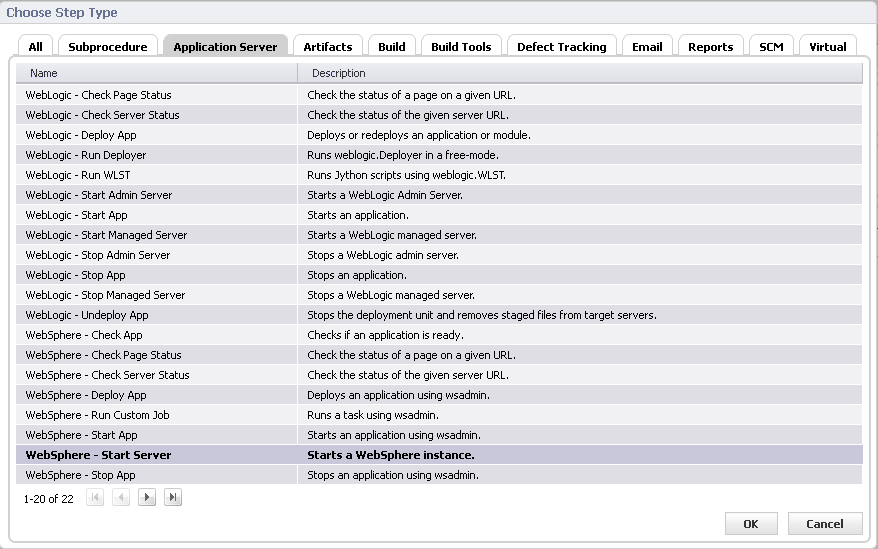 Choose Step Type
All Subprocedure Application Server Artifacts Build Build Tools Defect Tracking Email Reports SCM Virtual
Name Description
WebLogic - Check Page Status Check the status of a page on a given URL.
WebLogic - Check Server Status Check the status of the given server URL.
WebLogic - Deploy App Deploys or redeploys an application or module.
WebLogic - Run Deployer Runs weblogic.Deployer in a free-mode.
WebLogic - Run WLST Runs Jython scripts using weblogic.WLST.
WebLogic - Start Admin Server Starts a WebLogic Admin Server.
WebLogic - Start App Starts an application.
WebLogic - Start Managed Server Starts a WebLogic managed server.
WebLogic - Stop Admin Server Stops a WebLogic admin server.
WebLogic - Stop App Stops an application.
WebLogic - Stop Managed Server Stops a WebLogic managed server.
WebLogic - Undeploy App Stops the deployment unit and removes staged files from target servers.
WebSphere - Check App Checks if an application is ready.
WebSphere - Check Page Status Check the status of a page on a given URL.
WebSphere - Check Server Status Check the status of the given server URL.
WebSphere - Deploy App Deploys an application using wsadmin.
WebSphere - Run Custom Job Runs a task using wsadmin.
WebSphere - Start App Starts an application using wsadmin.
WebSphere - Start Server Starts a WebSphere instance.
WebSphere - Stop App Stops an application using wsadmin.
1-20 of 22
OK Cancel